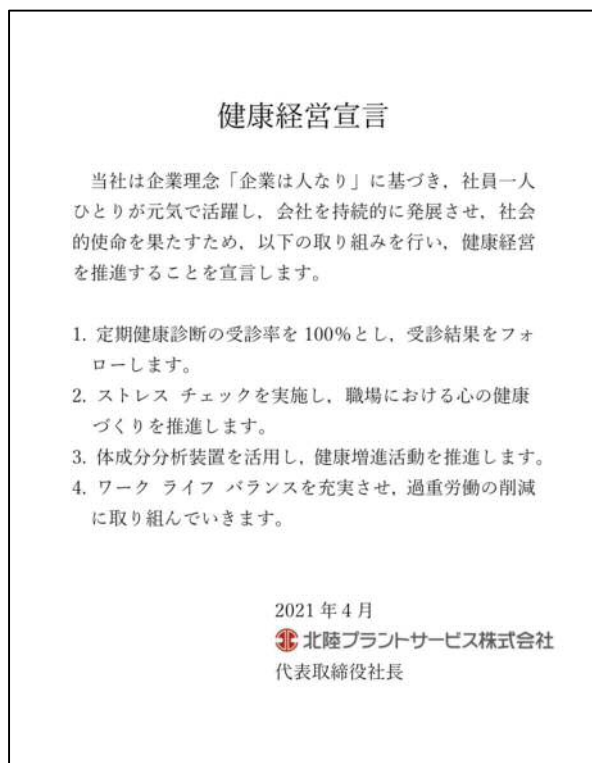 健康経営宣言
当社は企業理念「企業は人なり」に基づき，社員一人
ひとりが元気で活躍し，会社を持続的に発展させ，社会
的使命を果たすため，以下の取り組みを行い，健康経営
を推進することを宣言します。
1. 定期健康診断の受診率を 100%とし，受診結果をフォ
ローします。
2. ストレス チェックを実施し，職場における心の健康
づくりを推進します。
3. 体成分分析装置を活用し，健康増進活動を推進します。
4. ワーク ライフ バランスを充実させ，過重労働の削減
に取り組んでいきます。
2021 年 4 月
北陸プラントサービス株式会社
代表取締役社長